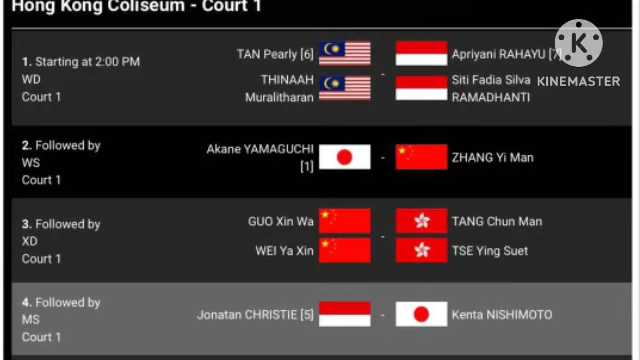 Hong Kong Coliseum - Court 1
1. Starting at 2:00 PM
WD
Court 1
TAN Pearly [6]
THINAAH
Muralitharan
-
Apriyani RAHAYU [7]
Siti Fadia Silva
RAMADHANTI
2. Followed by
WS
Court 1
Akane YAMAGUCHI
[1]
-
ZHANG Yi Man
3. Followed by
XD
Court 1
GUO Xin Wa
WEI Ya Xin
-
TANG Chun Man
TSE Ying Suet
4. Followed by
MS
Court 1
Jonatan CHRISTIE [5]
-
Kenta NISHIMOTO
K
KINEMASTER